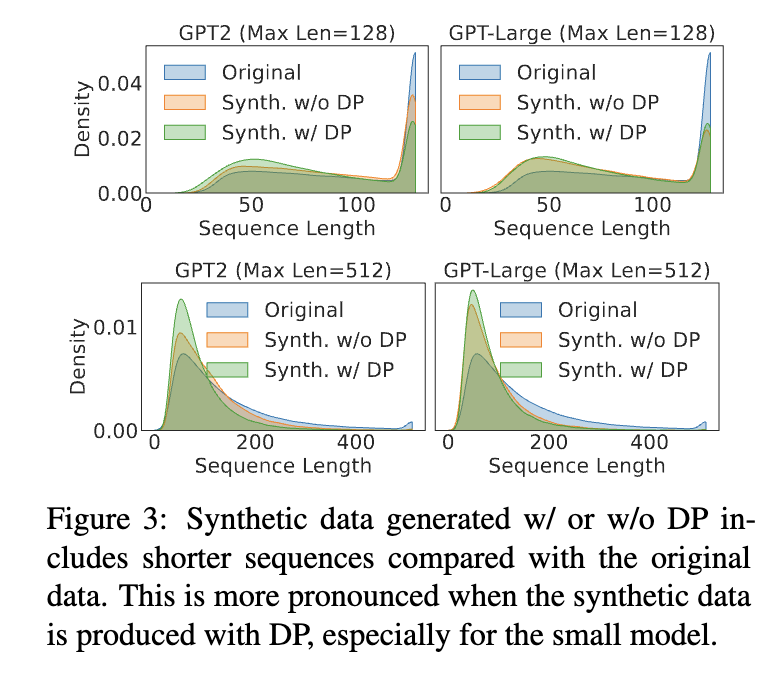 GPT2 (Max Len=128)
GPT-Large (Max Len=128)
Density
0.04
0.02
0.00
Original
Synth. w/o DP
Synth. w/ DP
0
50
100
Sequence Length
Original
Synth. w/o DP
Synth. w/ DP
0
50
100
Sequence Length
GPT2 (Max Len=512)
GPT-Large (Max Len=512)
Density
0.01
0.00
Original
Synth. w/o DP
Synth. w/ DP
0
200
400
Sequence Length
Original
Synth. w/o DP
Synth. w/ DP
0
200
400
Sequence Length
Figure 3: Synthetic data generated w/ or w/o DP in-
cludes shorter sequences compared with the original
data. This is more pronounced when the synthetic data
is produced with DP, especially for the small model.